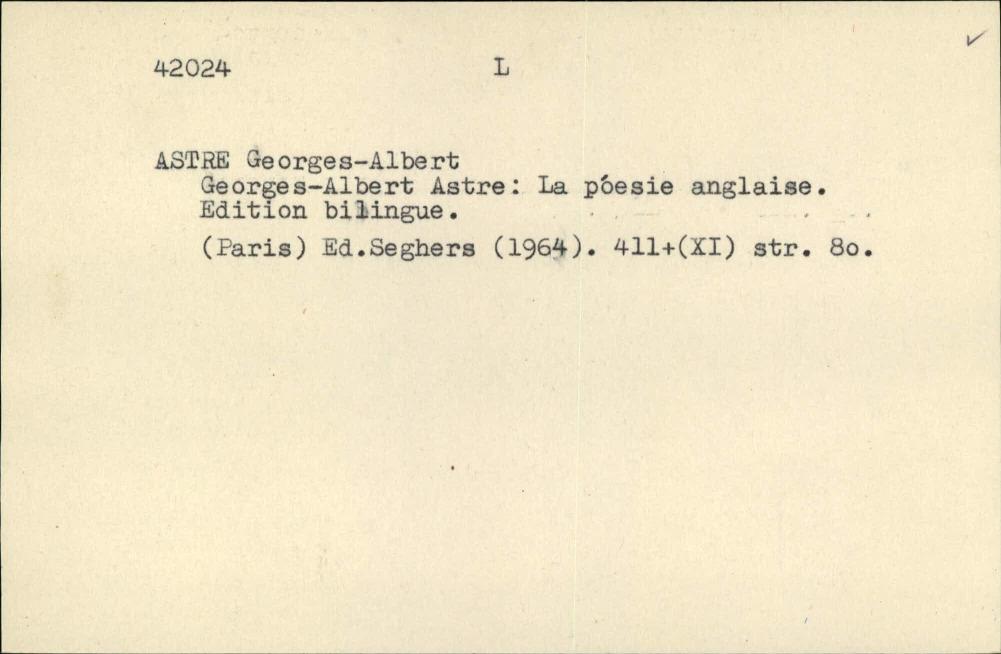 42024 L
ASTRE Georges-Albert
Georges-Albert Astre: La póesie anglaise.
Edition bilingue.
(Paris) Ed.Seghers (1964). 411+(XI) str. 8o.